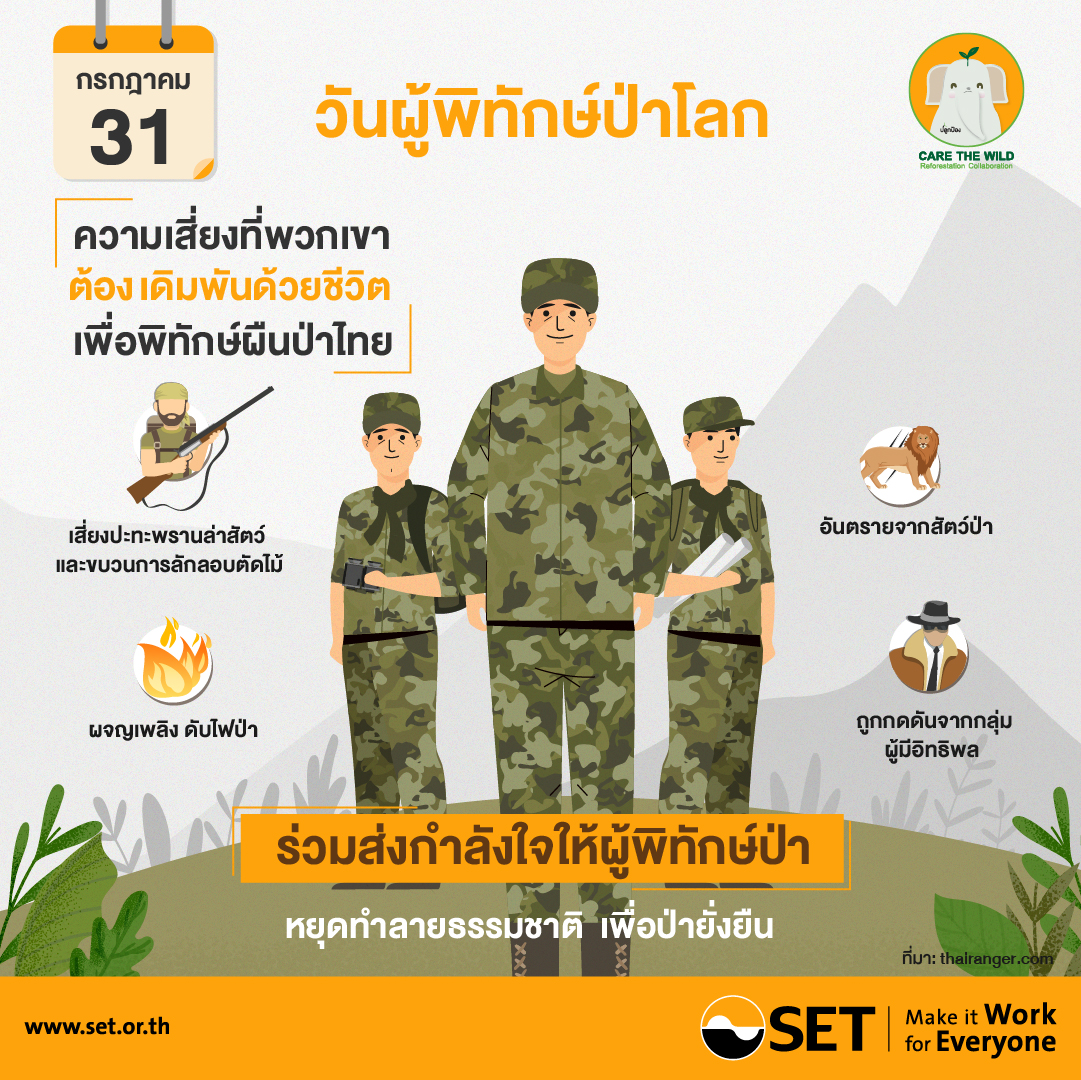 กรกฎาคม
31
วันผู้พิทักษ์ป่าโลก
ปลูกป้อง
CARE THE WILD
Reforestation Collaboration
ความเสี่ยงที่พวกเขา
ต้อง เดิมพันด้วยชีวิต
เพื่อพิทักษ์ผืนป่าไทย
เสี่ยงปะทะพรานล่าสัตว์
และขบวนการลักลอบตัดไม้
อันตรายจากสัตว์ป่า
ผจญเพลิง ดับไฟป่า
ถูกกดดันจากกลุ่ม
ผู้มีอิทธิพล
ร่วมส่งกำลังใจให้ผู้พิทักษ์ป่า
หยุดทำลายธรรมชาติ เพื่อป่ายั่งยืน
ที่มา: thairanger.com
www.set.or.th
SET
Make it Work
for Everyone